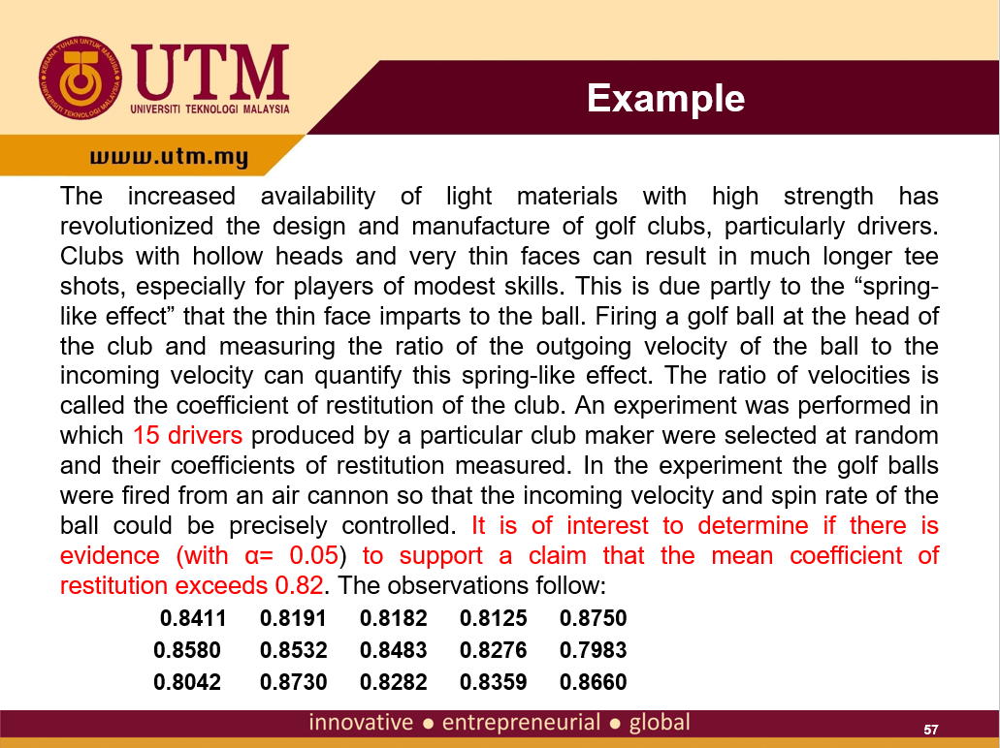 KERANA TUHAN UNTUK MANUSIA
UNIVERSITI TEKNOLOGI MALAYSIA
UTM
UNIVERSITI TEKNOLOGI MALAYSIA
www.utm.my
Example
The increased availability of light materials with high strength has
revolutionized the design and manufacture of golf clubs, particularly drivers.
Clubs with hollow heads and very thin faces can result in much longer tee
shots, especially for players of modest skills. This is due partly to the “spring-
like effect” that the thin face imparts to the ball. Firing a golf ball at the head of
the club and measuring the ratio of the outgoing velocity of the ball to the
incoming velocity can quantify this spring-like effect. The ratio of velocities is
called the coefficient of restitution of the club. An experiment was performed in
which 15 drivers produced by a particular club maker were selected at random
and their coefficients of restitution measured. In the experiment the golf balls
were fired from an air cannon so that the incoming velocity and spin rate of the
ball could be precisely controlled. It is of interest to determine if there is
evidence (with α= 0.05) to support a claim that the mean coefficient of
restitution exceeds 0.82. The observations follow:
0.8411 0.8191 0.8182 0.8125 0.8750
0.8580 0.8532 0.8483 0.8276 0.7983
0.8042 0.8730 0.8282 0.8359 0.8660
innovative ● entrepreneurial ● global
57